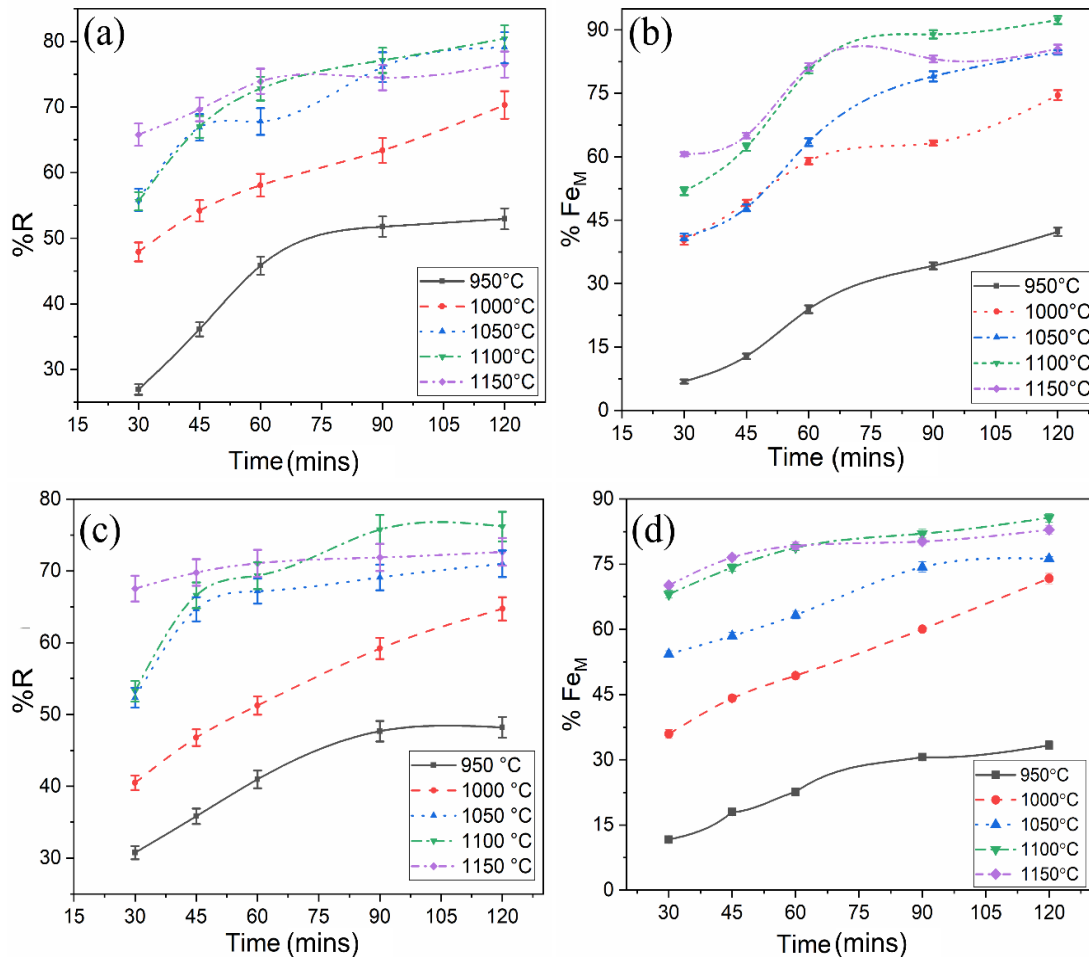 (a)
%R
80
70
60
50
40
30
15 30 45 60 75 90 105 120
Time (mins)
950°C
1000°C
1050°C
1100°C
1150°C
(b)
% FeM
90
75
60
45
30
15
0
15 30 45 60 75 90 105 120
Time (mins)
950°C
1000°C
1050°C
1100°C
1150°C
(c)
%R
80
70
60
50
40
30
15 30 45 60 75 90 105 120
Time (mins)
950 °C
1000 °C
1050 °C
1100 °C
1150 °C
(d)
% FeM
90
75
60
45
30
15
0
30 45 60 75 90 105 120
Time (mins)
950°C
1000°C
1050°C
1100°C
1150°C